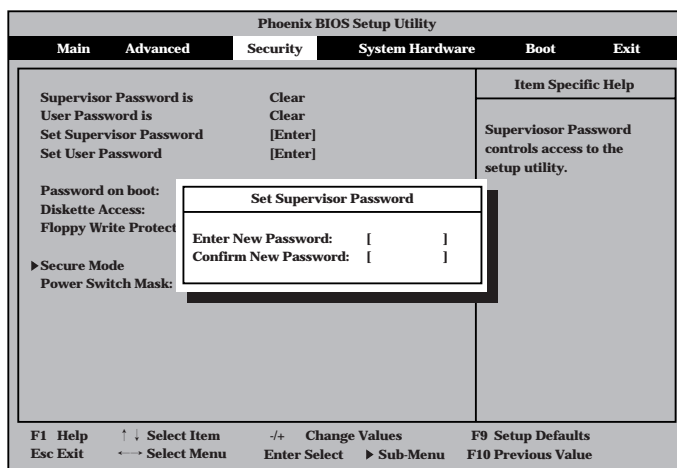 Phoenix BIOS Setup Utility
Main Advanced Security System Hardware Boot Exit
Supervisor Password is Clear
User Password is Clear
Set Supervisor Password [Enter]
Set User Password [Enter]
Password on boot:
Diskette Access:
Floppy Write Protect
▶Secure Mode
Power Switch Mask:
Set Supervisor Password
Enter New Password: [ ]
Confirm New Password: [ ]
Item Specific Help
Superviosor Password
controls access to the
setup utility.
F1 Help ↑↓ Select Item -/+ Change Values F9 Setup Defaults
Esc Exit ←→ Select Menu Enter Select ▶ Sub-Menu F10 Previous Value